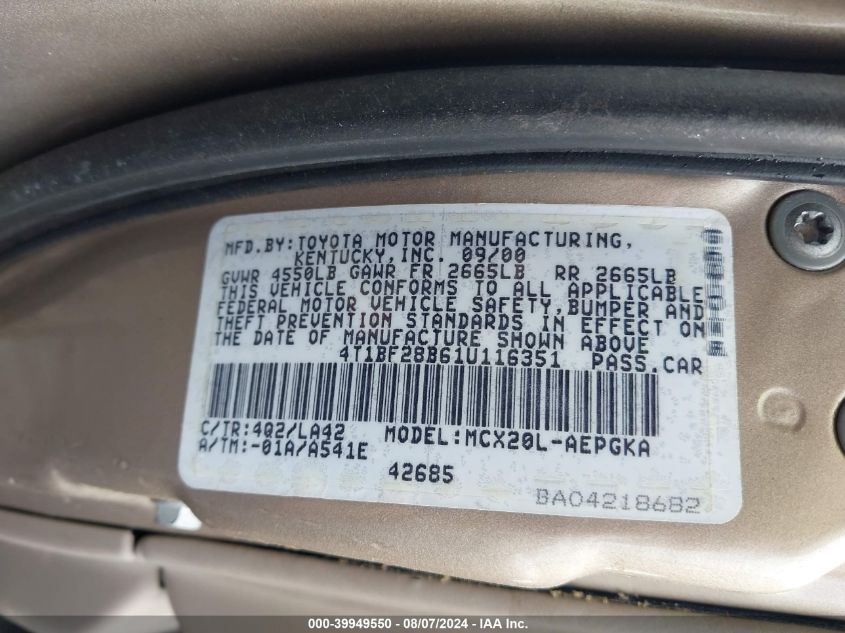 MFD.BY:TOYOTA MOTOR MANUFACTURING,
KENTUCKY,INC. 09/00
GVWR 4550LB GAWR FR 2665LB RR 2665LB
THIS VEHICLE CONFORMS TO ALL APPLICABLE
FEDERAL MOTOR VEHICLE SAFETY,BUMPER AND
THEFT PREVENTION STANDARDS IN EFFECT ON
THE DATE OF MANUFACTURE SHOWN ABOVE
4T1BF28B61U116351 PASS.CAR
C/TR:4Q2/LA42 MODEL:MCX20L-AEPGKA
A/TM:-01A/A541E
42685
BA04218682
000-39949550 / 08/07/2024 - IAA Inc.